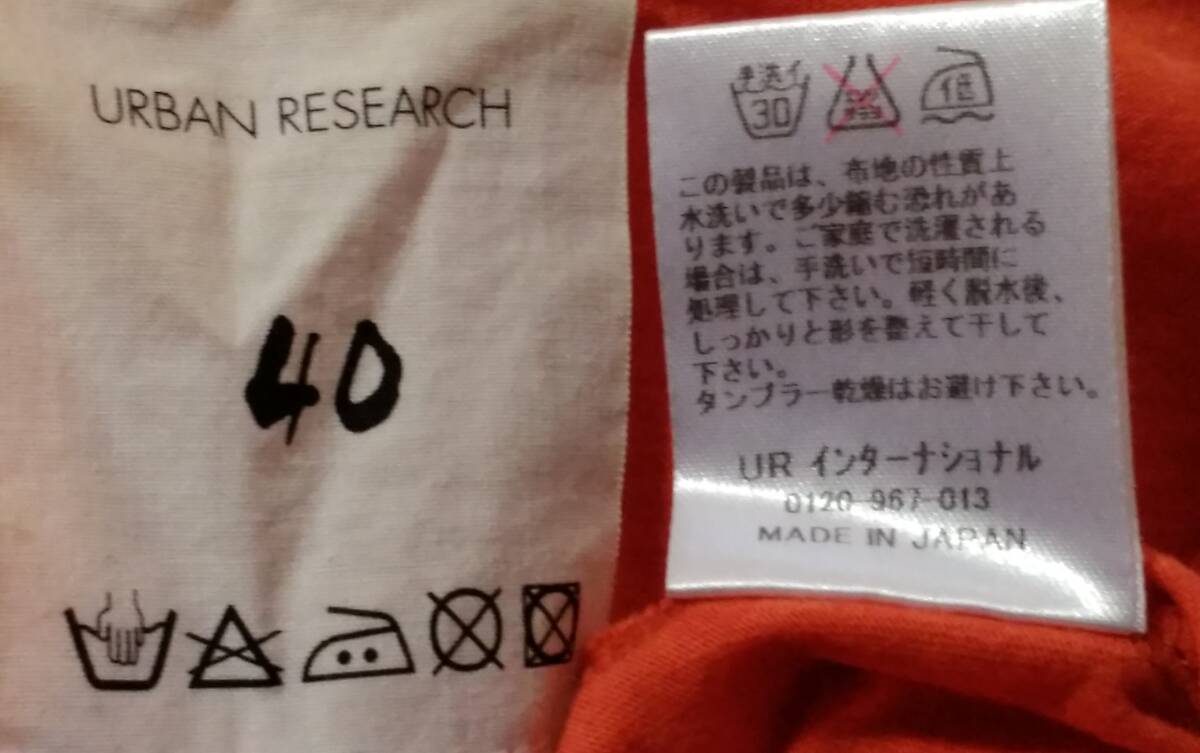 URBAN RESEARCH
40
手洗イ
30
低
この製品は、布地の性質上
水洗いで多少縮む恐れがあ
ります。ご家庭で洗濯される
場合は、手洗いで短時間に
処理して下さい。軽く脱水後、
しっかりと形を整えて干して
下さい。
タンブラー乾燥はお避け下さい。
UR インターナショナル
0120-967-013
MADE IN JAPAN